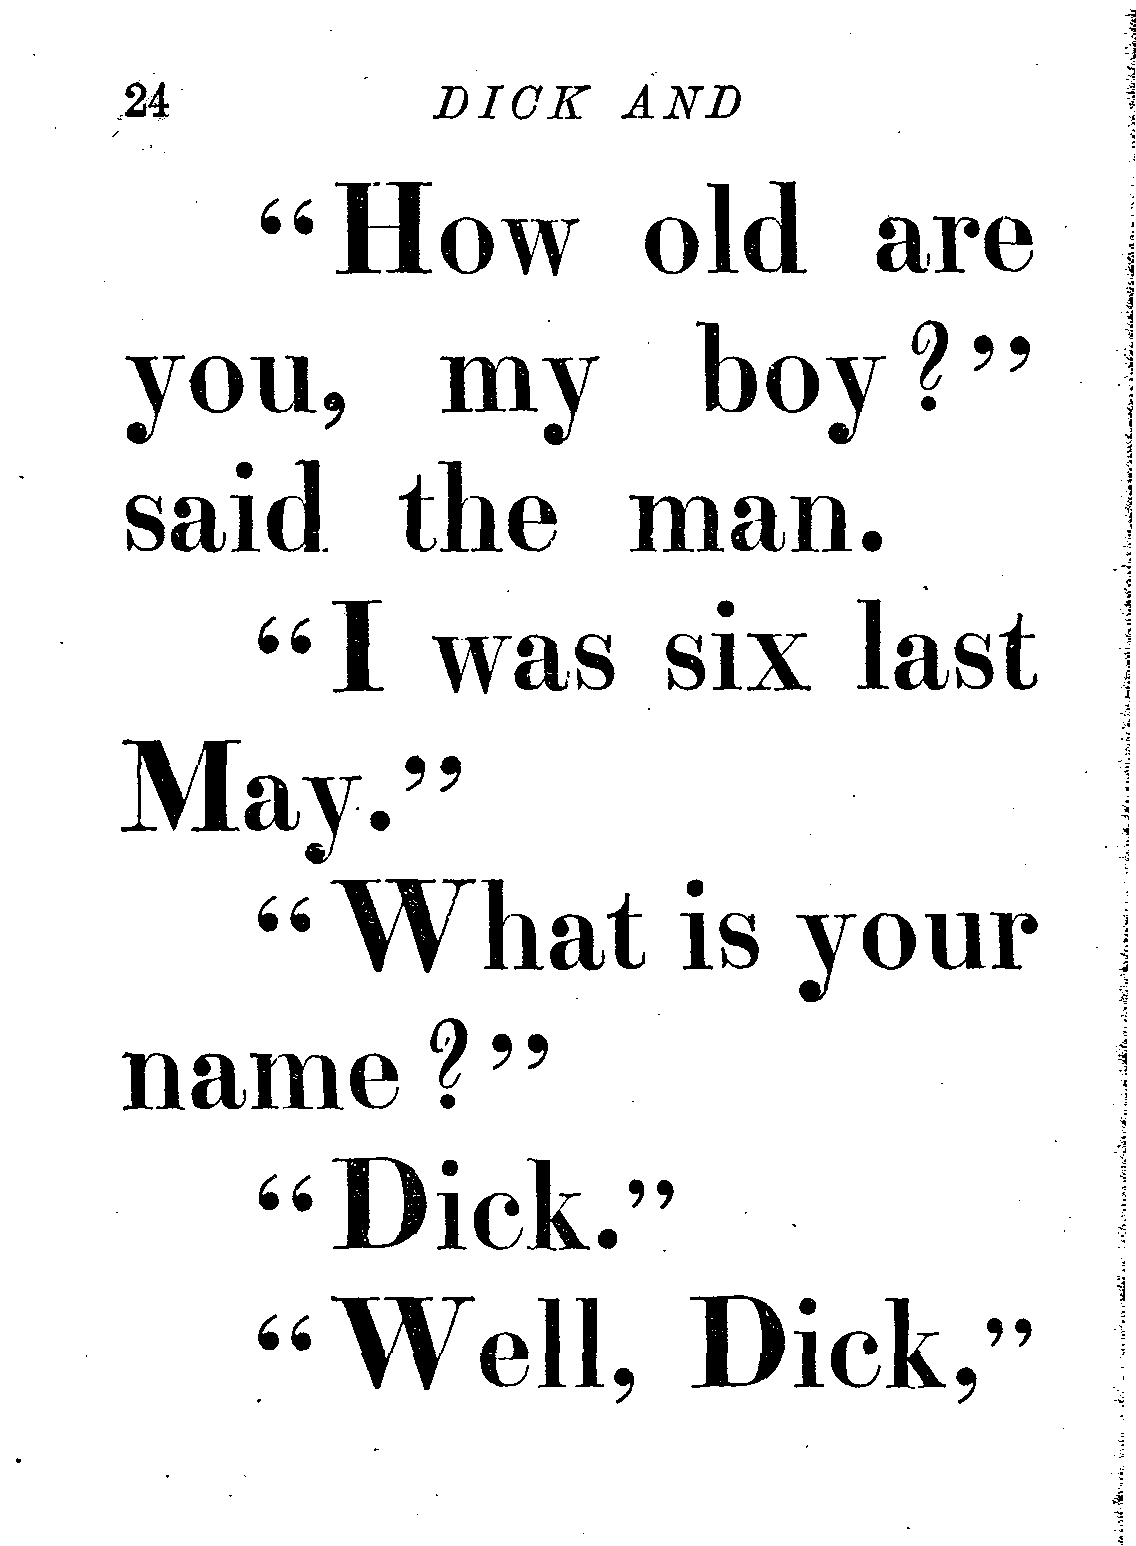 24 DICK AND
“How old are
you, my boy?”
said the man.
“I was six last
May.”
“What is your
name?”
“Dick.”
“Well, Dick,”